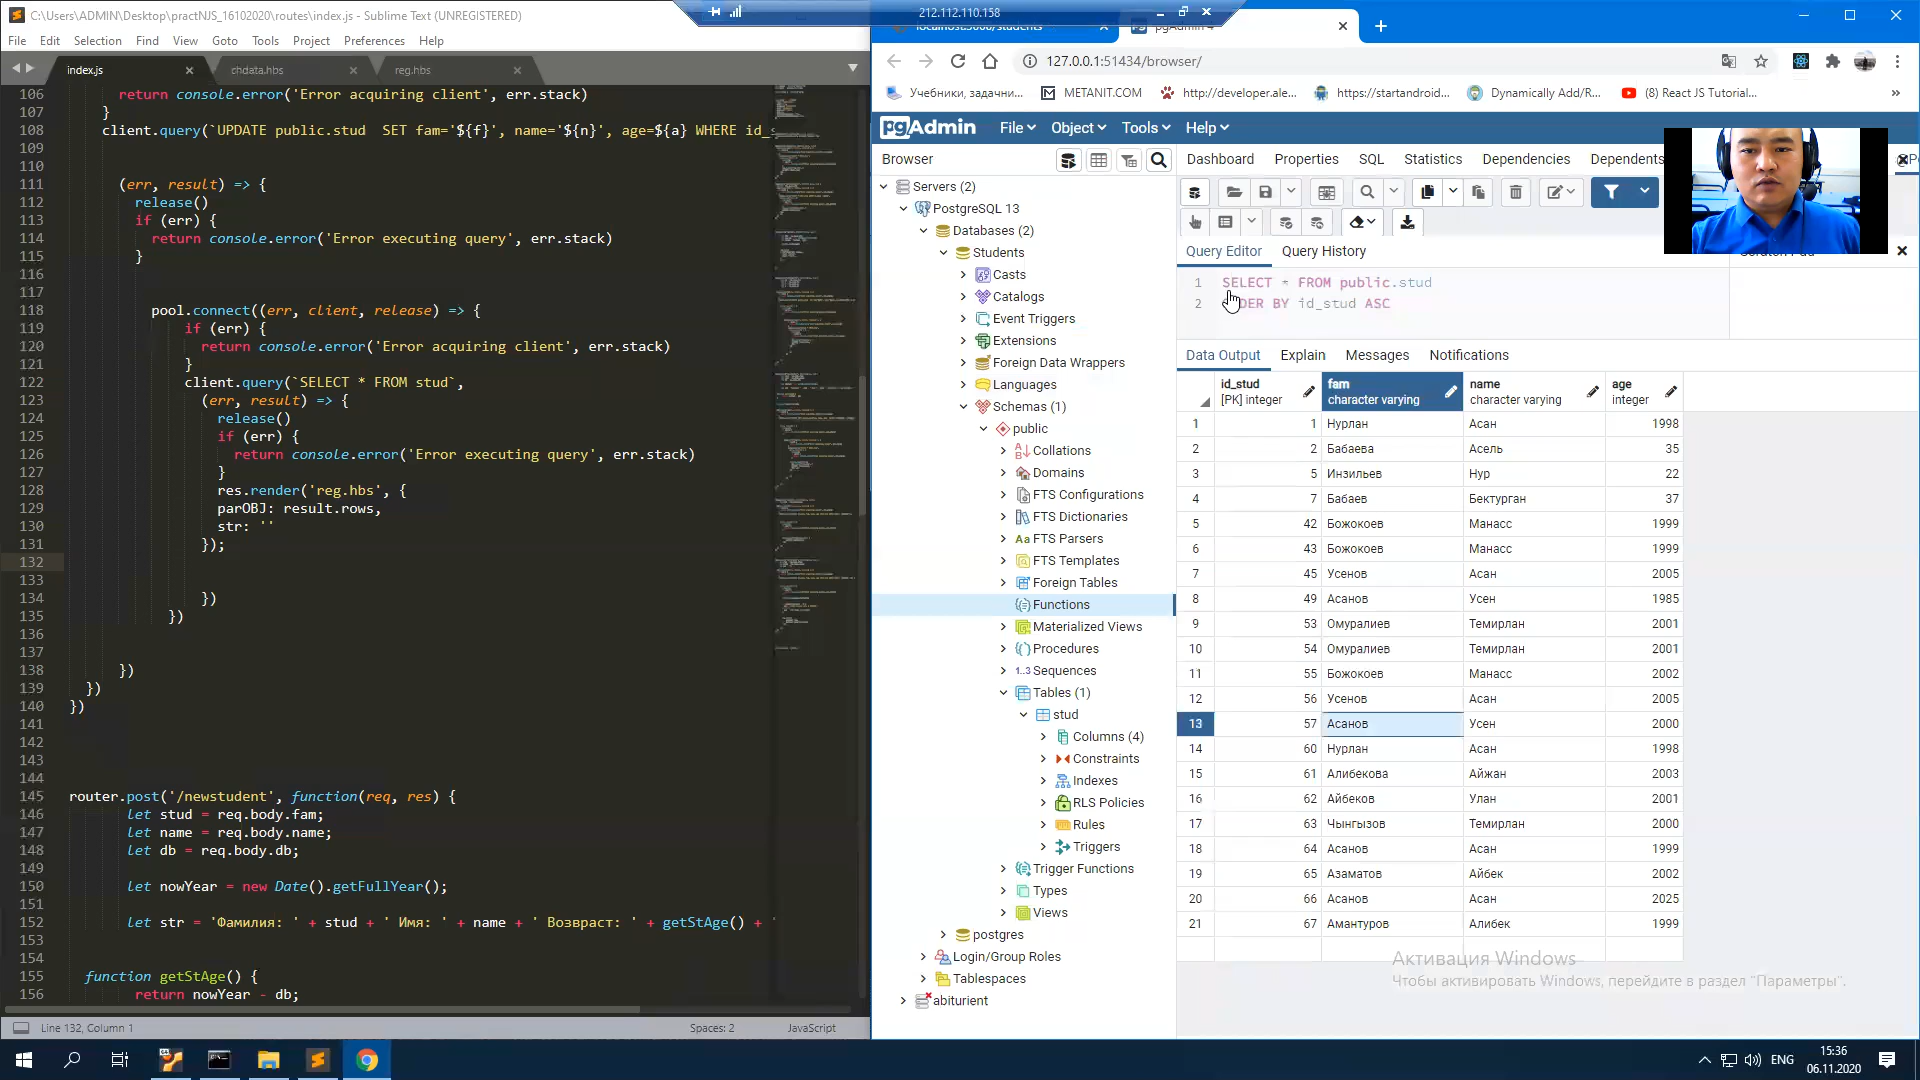 C:\Users\ADMIN\Desktop\practNJS_16102020\routes\index.js - Sublime Text (UNREGISTERED)
File Edit Selection Find View Goto Tools Project Preferences Help
index.js
chdata.hbs
reg.hbs
106 return console.error('Error acquiring client', err.stack)
107 }
108 client.query(`UPDATE public.stud SET fam='${f}', name='${n}', age=${a} WHERE id_s
109
110
111 (err, result) => {
112 release()
113 if (err) {
114 return console.error('Error executing query', err.stack)
115 }
116
117
118 pool.connect((err, client, release) => {
119 if (err) {
120 return console.error('Error acquiring client', err.stack)
121 }
122 client.query(`SELECT * FROM stud`,
123 (err, result) => {
124 release()
125 if (err) {
126 return console.error('Error executing query', err.stack)
127 }
128 res.render('reg.hbs', {
129 parOBJ: result.rows,
130 str: ''
131 });
132
133
134 })
135 })
136
137
138 })
139 })
140 })
141
142
143
144
145 router.post('/newstudent', function(req, res) {
146 let stud = req.body.fam;
147 let name = req.body.name;
148 let db = req.body.db;
149
150 let nowYear = new Date().getFullYear();
151
152 let str = 'Фамилия: ' + stud + ' Имя: ' + name + ' Возвраст: ' + getStAge() + '
153
154
155 function getStAge() {
156 return nowYear - db;
Line 132, Column 1
Spaces: 2
JavaScript
212.112.110.158
127.0.0.1:51434/browser/
Учебники, задачни...
METANIT.COM
http://developer.ale...
https://startandroid...
Dynamically Add/R...
(8) React JS Tutorial...
»
pgAdmin
File
Object
Tools
Help
Browser
Dashboard Properties SQL Statistics Dependencies Dependents
Servers (2)
PostgreSQL 13
Databases (2)
Students
Casts
Catalogs
Event Triggers
Extensions
Foreign Data Wrappers
Languages
Schemas (1)
public
Collations
Domains
FTS Configurations
FTS Dictionaries
FTS Parsers
FTS Templates
Foreign Tables
Functions
Materialized Views
Procedures
1..3 Sequences
Tables (1)
stud
Columns (4)
Constraints
Indexes
RLS Policies
Rules
Triggers
Trigger Functions
Types
Views
postgres
Login/Group Roles
Tablespaces
abiturient
Query Editor
Query History
1 SELECT * FROM public.stud
2 DER BY id_stud ASC
Data Output Explain Messages Notifications
id_stud fam name age
[PK] integer character varying character varying integer
1 1 Нурлан Асан 1998
2 2 Бабаева Асель 35
3 5 Инзильев Нур 22
4 7 Бабаев Бектурган 37
5 42 Божокоев Манасс 1999
6 43 Божокоев Манасс 1999
7 45 Усенов Асан 2005
8 49 Асанов Усен 1985
9 53 Омуралиев Темирлан 2001
10 54 Омуралиев Темирлан 2001
11 55 Божокоев Манасс 2002
12 56 Усенов Асан 2005
13 57 Асанов Усен 2000
14 60 Нурлан Асан 1998
15 61 Алибекова Айжан 2003
16 62 Айбеков Улан 2001
17 63 Чынгызов Темирлан 2000
18 64 Асанов Асан 1999
19 65 Азаматов Айбек 2002
20 66 Асанов Асан 2025
21 67 Амантуров Алибек 1999
Активация Windows
Чтобы активировать Windows, перейдите в раздел "Параметры".
ENG
15:36
06.11.2020